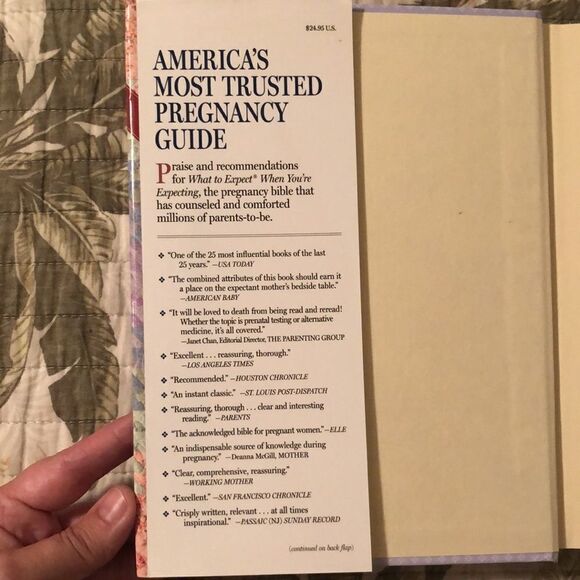 $24.95 U.S.
AMERICA'S
MOST TRUSTED
PREGNANCY
GUIDE
Praise and recommendations
for What to Expect® When You're
Expecting, the pregnancy bible that
has counseled and comforted
millions of parents-to-be.
❖ "One of the 25 most influential books of the last
25 years." —USA TODAY
❖ "The combined attributes of this book should earn it
a place on the expectant mother's bedside table."
—AMERICAN BABY
❖ "It will be loved to death from being read and reread!
Whether the topic is prenatal testing or alternative
medicine, it's all covered."
—Janet Chan, Editorial Director, THE PARENTING GROUP
❖ "Excellent . . . reassuring, thorough."
—LOS ANGELES TIMES
❖ "Recommended." —HOUSTON CHRONICLE
❖ "An instant classic." —ST. LOUIS POST-DISPATCH
❖ "Reassuring, thorough . . . clear and interesting
reading." —PARENTS
❖ "The acknowledged bible for pregnant women." —ELLE
❖ "An indispensable source of knowledge during
pregnancy." —Deanna McGill, MOTHER
❖ "Clear, comprehensive, reassuring."
—WORKING MOTHER
❖ "Excellent." —SAN FRANCISCO CHRONICLE
❖ "Crisply written, relevant . . . at all times
inspirational." —PASSAIC (NJ) SUNDAY RECORD
(continued on back flap)